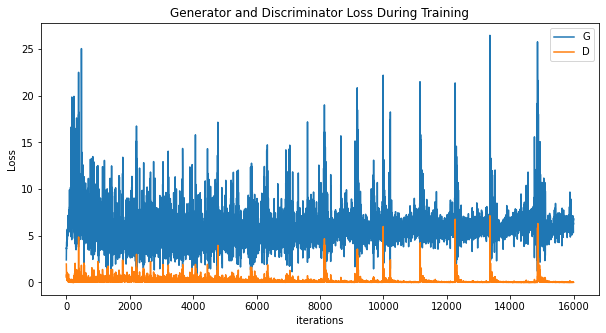 Generator and Discriminator Loss During Training
G
D
25
20
15
10
5
0
Loss
0 2000 4000 6000 8000 10000 12000 14000 16000
iterations